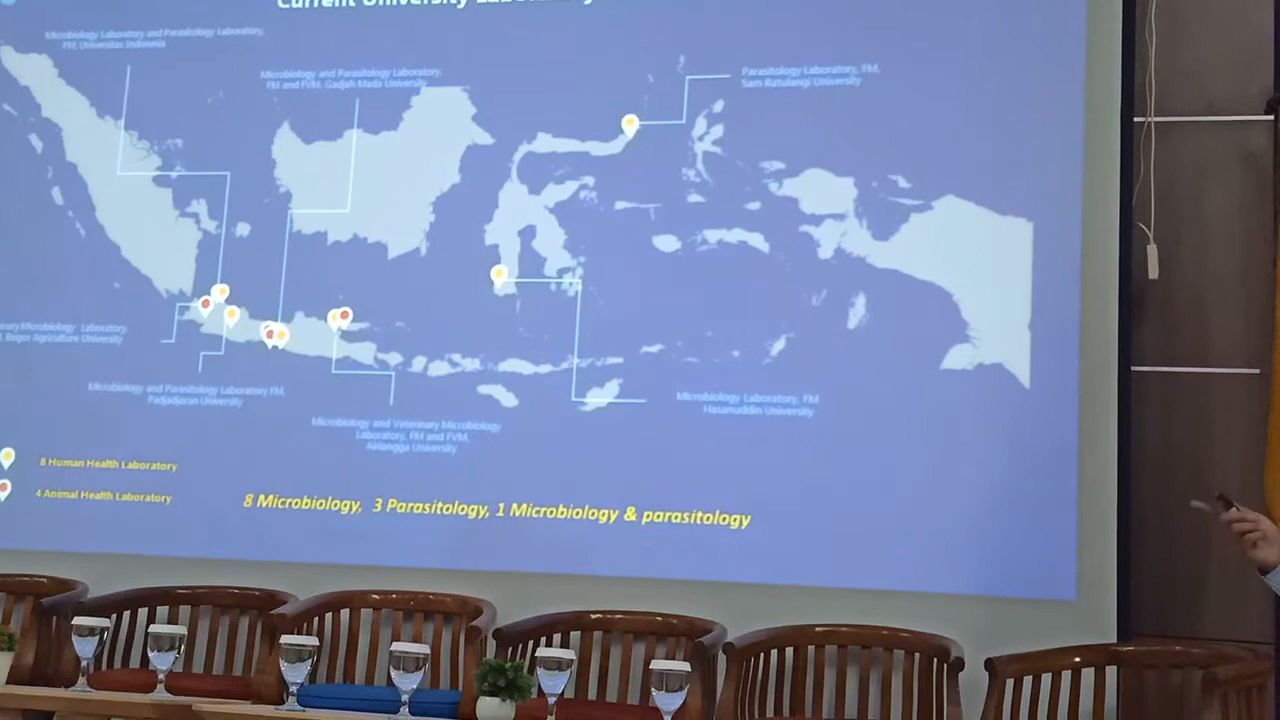 Current University Laboratory
Microbiology Laboratory and Parasitology Laboratory,
FM, Universitas Indonesia
Microbiology and Parasitology Laboratory,
FM and FVM, Gadjah Mada University
Parasitology Laboratory, FM,
Sam Ratulangi University
Microbiology Laboratory,
Bogor Agriculture University
Microbiology and Parasitology Laboratory FM,
Padjadjaran University
Microbiology and Veterinary Microbiology
Laboratory, FM and FVM,
Airlangga University
Microbiology Laboratory, FM
Hasanuddin University
8 Human Health Laboratory
4 Animal Health Laboratory
8 Microbiology, 3 Parasitology, 1 Microbiology & parasitology